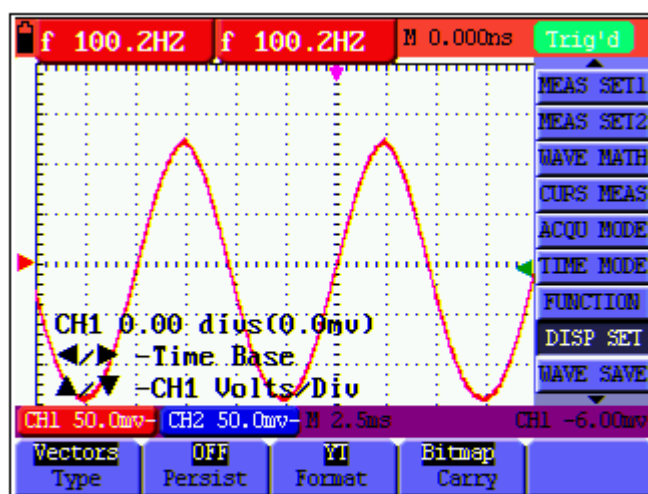 f 100.2HZ f 100.2HZ M 0.000ns Trig'd
MEAS SET1
MEAS SET2
WAVE MATH
CURS MEAS
ACQU MODE
TIME MODE
FUNCTION
DISP SET
WAVE SAVE
CH1 0.00 divs(0.0mv)
◀/▶ -Time Base
▲/▼ -CH1 Volts/Div
CH1 50.0mv- CH2 50.0mv- M 2.5ms CH1 -6.00mv
Vectors OFF YT Bitmap
Type Persist Format Carry